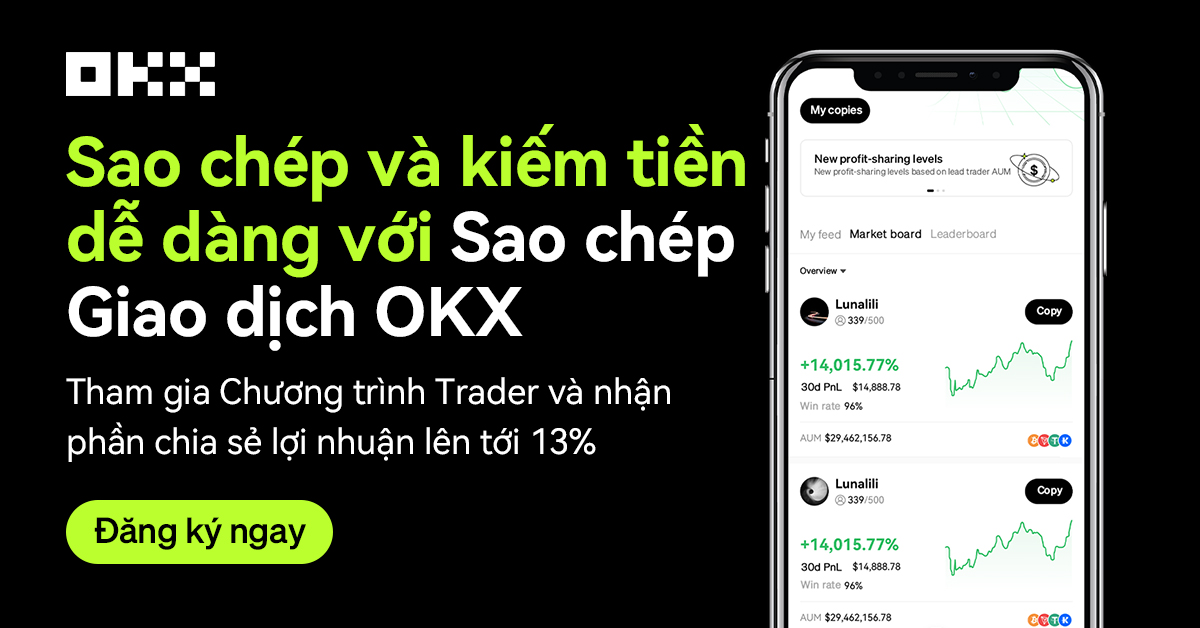 OKX
Sao chép và kiếm tiền
dễ dàng với Sao chép
Giao dịch OKX
Tham gia Chương trình Trader và nhận
phần chia sẻ lợi nhuận lên tới 13%
Đăng ký ngay
My copies
New profit-sharing levels
New profit-sharing levels based on lead trader AUM
$
My feed Market board Leaderboard
Overview
Lunalili
339/500
Copy
+14,015.77%
30d PnL $14,888.78
Win rate 96%
AUM $29,462,156.78
Lunalili
339/500
Copy
+14,015.77%
30d PnL $14,888.78
Win rate 96%
AUM $29,462,156.78